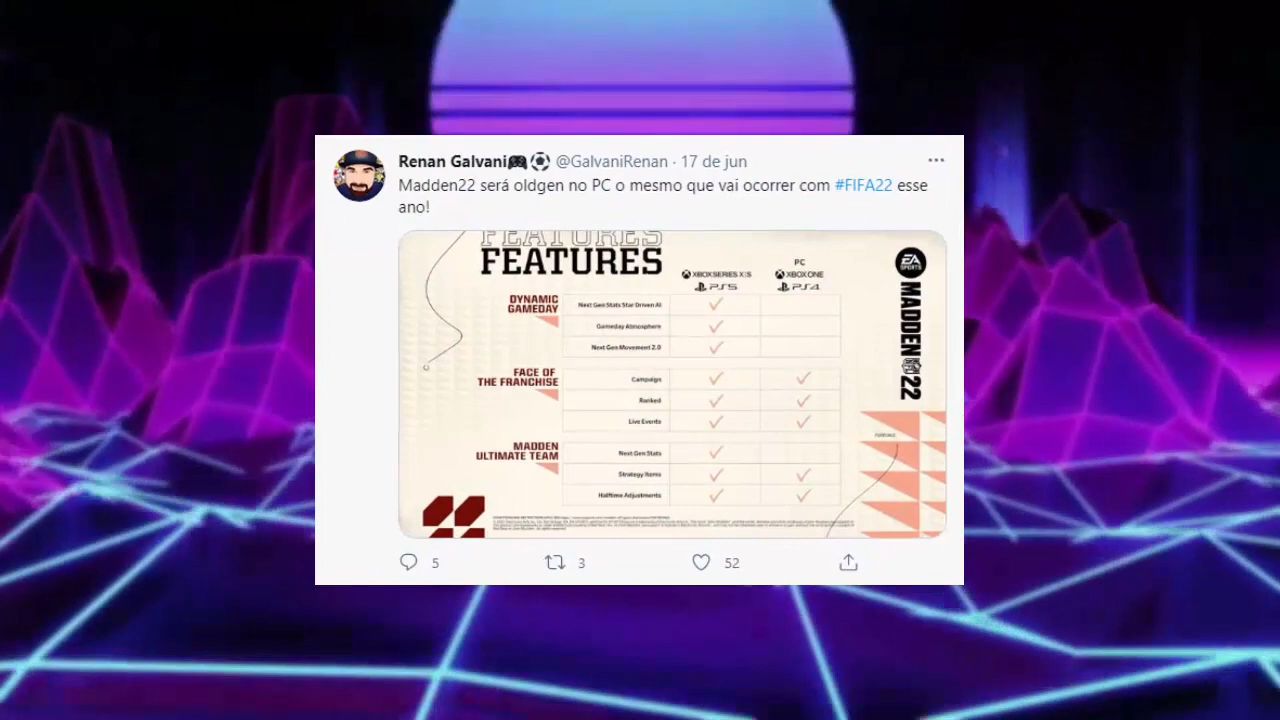 Renan Galvani🎮⚽ @GalvaniRenan · 17 de jun
Madden22 será oldgen no PC o mesmo que vai ocorrer com #FIFA22 esse
ano!
FEATURES
FEATURES
PC
XBOX SERIES X|S XBOX ONE
PS5 PS4
EA
SPORTS
MADDEN NFL 22
DYNAMIC
GAMEDAY
Next Gen Stats Star Driven AI
Gameday Atmosphere
Next Gen Movement 2.0
FACE OF
THE FRANCHISE
Campaign
Ranked
Live Events
MADDEN
ULTIMATE TEAM
Next Gen Stats
Strategy Items
Halftime Adjustments
22
5 3 52